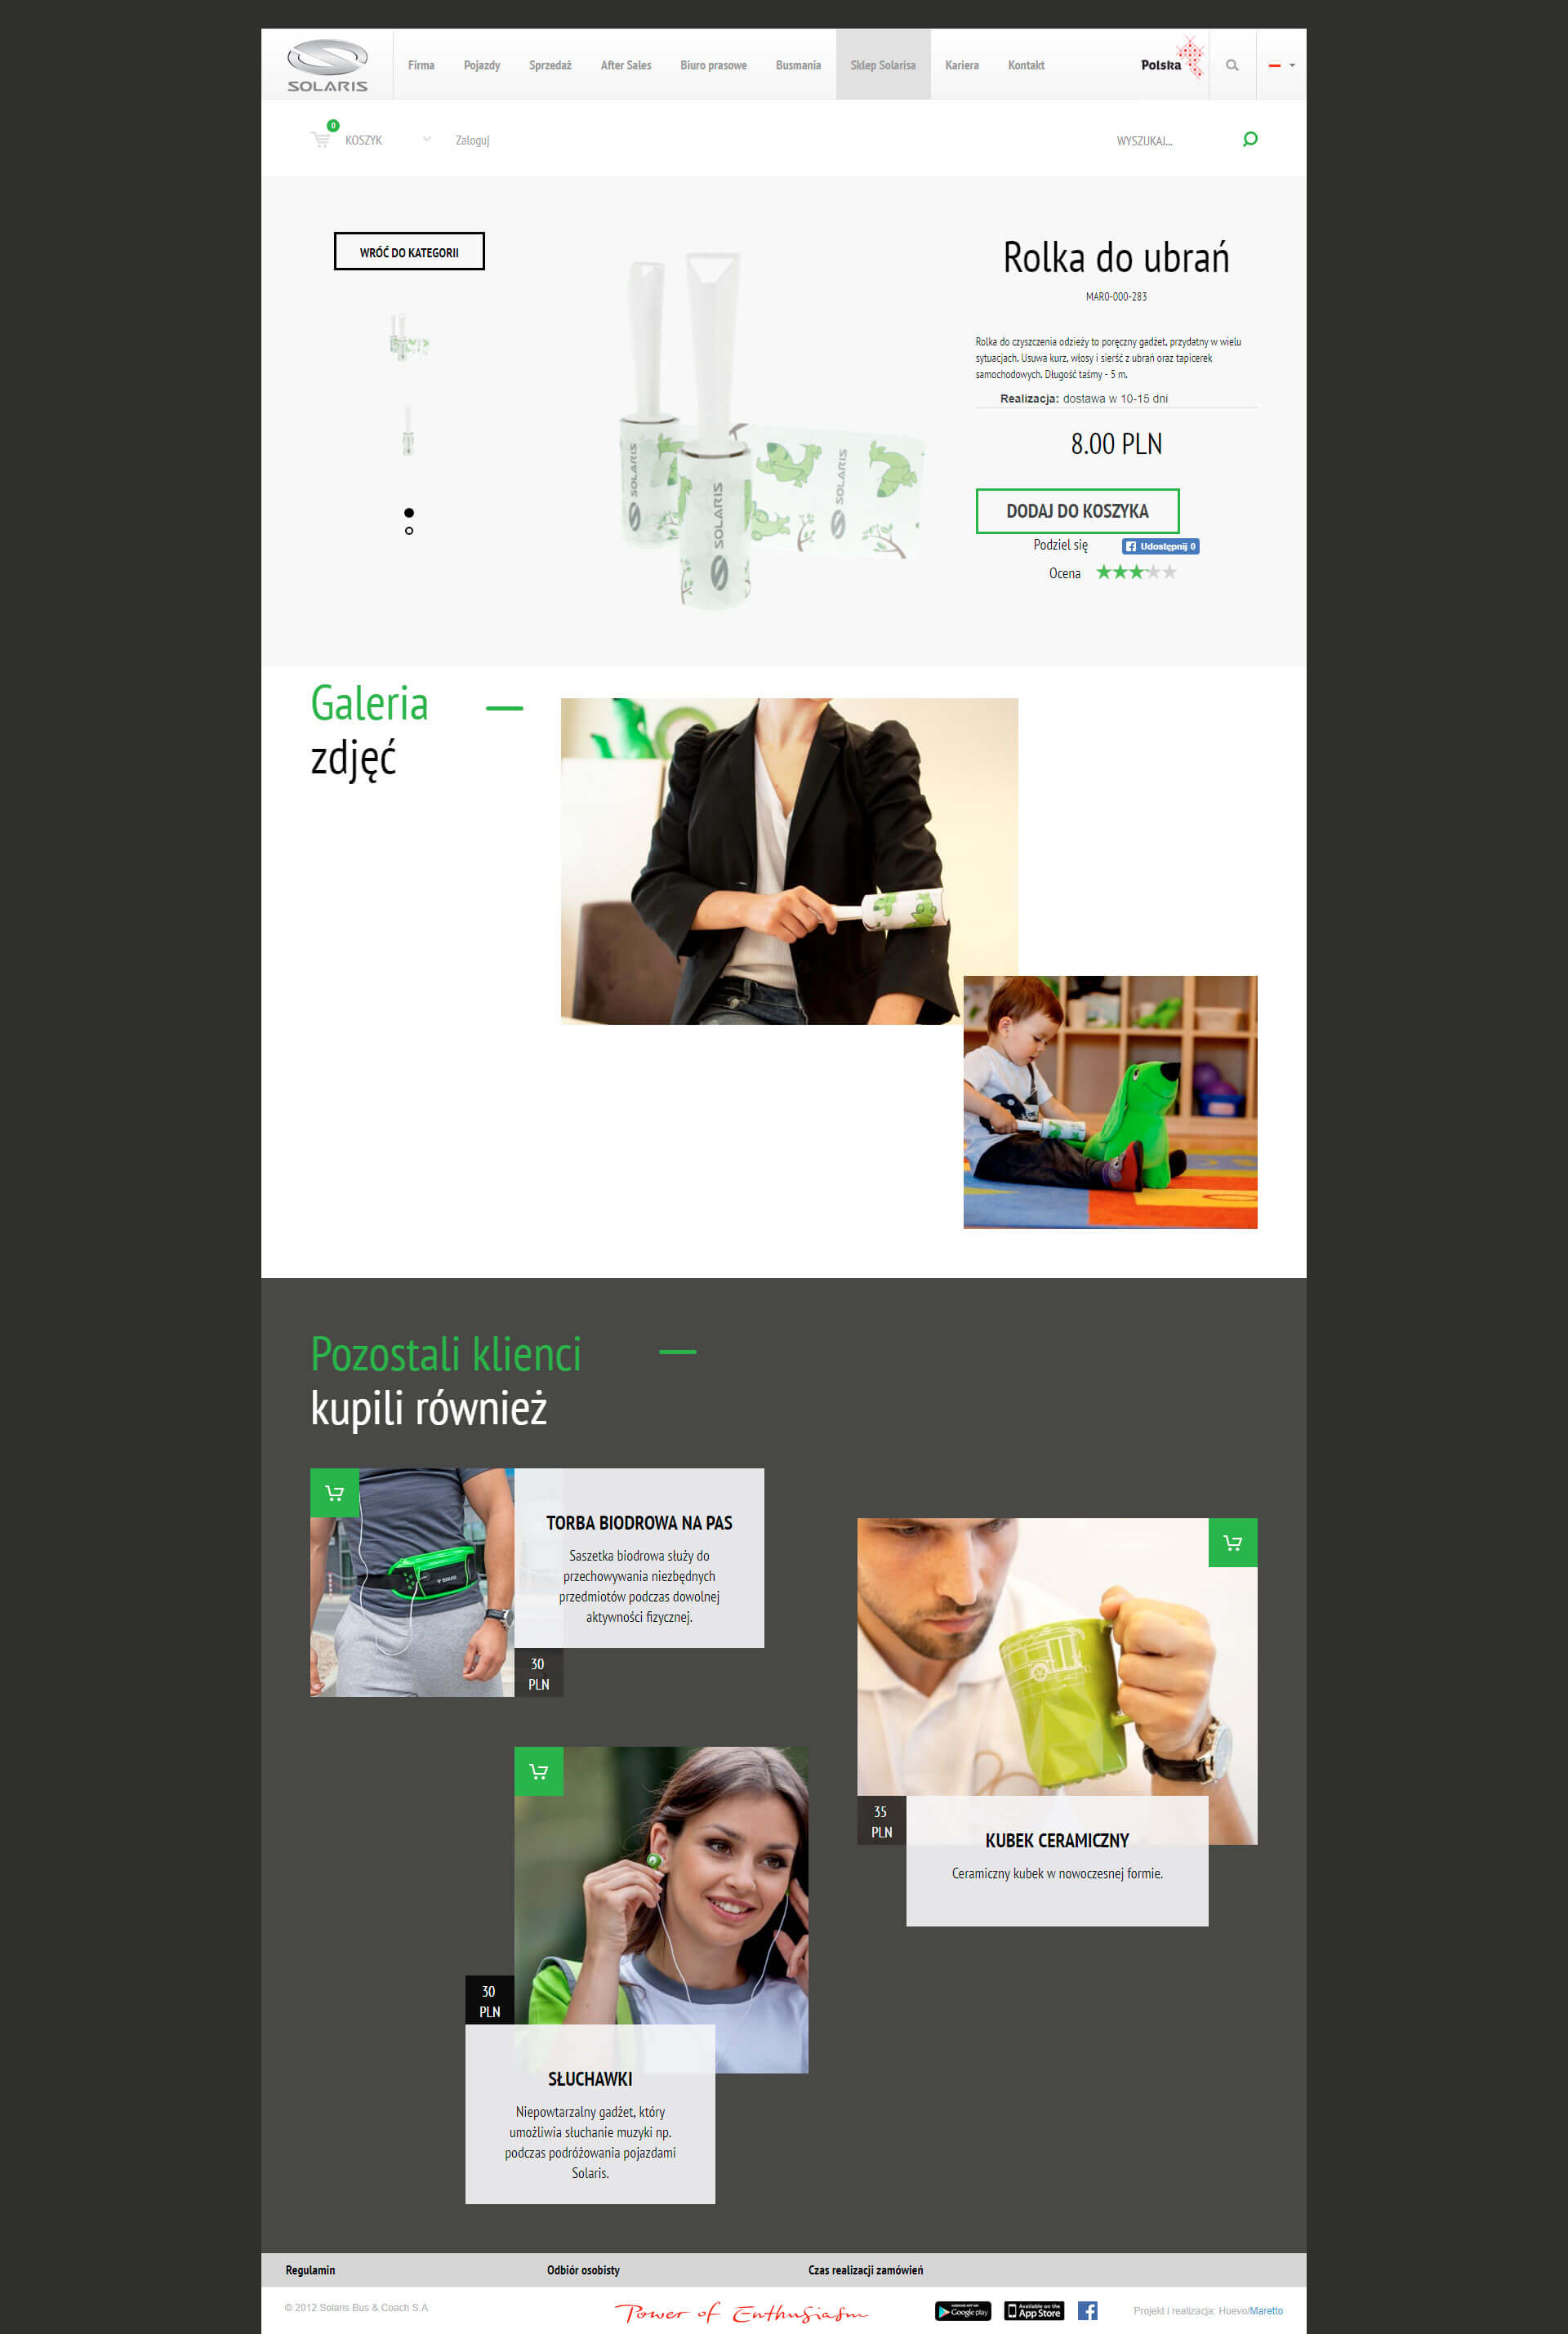 SOLARIS
Firma
Pojazdy
Sprzedaż
After Sales
Biuro prasowe
Busmania
Sklep Solarisa
Kariera
Kontakt
Polska
0
KOSZYK
Zaloguj
WYSZUKAJ...
WRÓĆ DO KATEGORII
SOLARIS
SOLARIS
SOLARIS
Rolka do ubrań
MAR0-000-283
Rolka do czyszczenia odzieży to poręczny gadżet, przydatny w wielu
sytuacjach. Usuwa kurz, włosy i sierść z ubrań oraz tapicerek
samochodowych. Długość taśmy - 5 m.
Realizacja: dostawa w 10-15 dni
8.00 PLN
DODAJ DO KOSZYKA
Podziel się
Udostępnij 0
Ocena
Galeria
zdjęć
Pozostali klienci
kupili również
TORBA BIODROWA NA PAS
Saszetka biodrowa służy do
przechowywania niezbędnych
przedmiotów podczas dowolnej
aktywności fizycznej.
30
PLN
35
PLN
KUBEK CERAMICZNY
Ceramiczny kubek w nowoczesnej formie.
30
PLN
SŁUCHAWKI
Niepowtarzalny gadżet, który
umożliwia słuchanie muzyki np.
podczas podróżowania pojazdami
Solaris.
Regulamin
Odbiór osobisty
Czas realizacji zamówień
© 2012 Solaris Bus & Coach S.A.
Power of Enthusiasm
Google play
Available on the
App Store
Projekt i realizacja: Huevo/Maretto